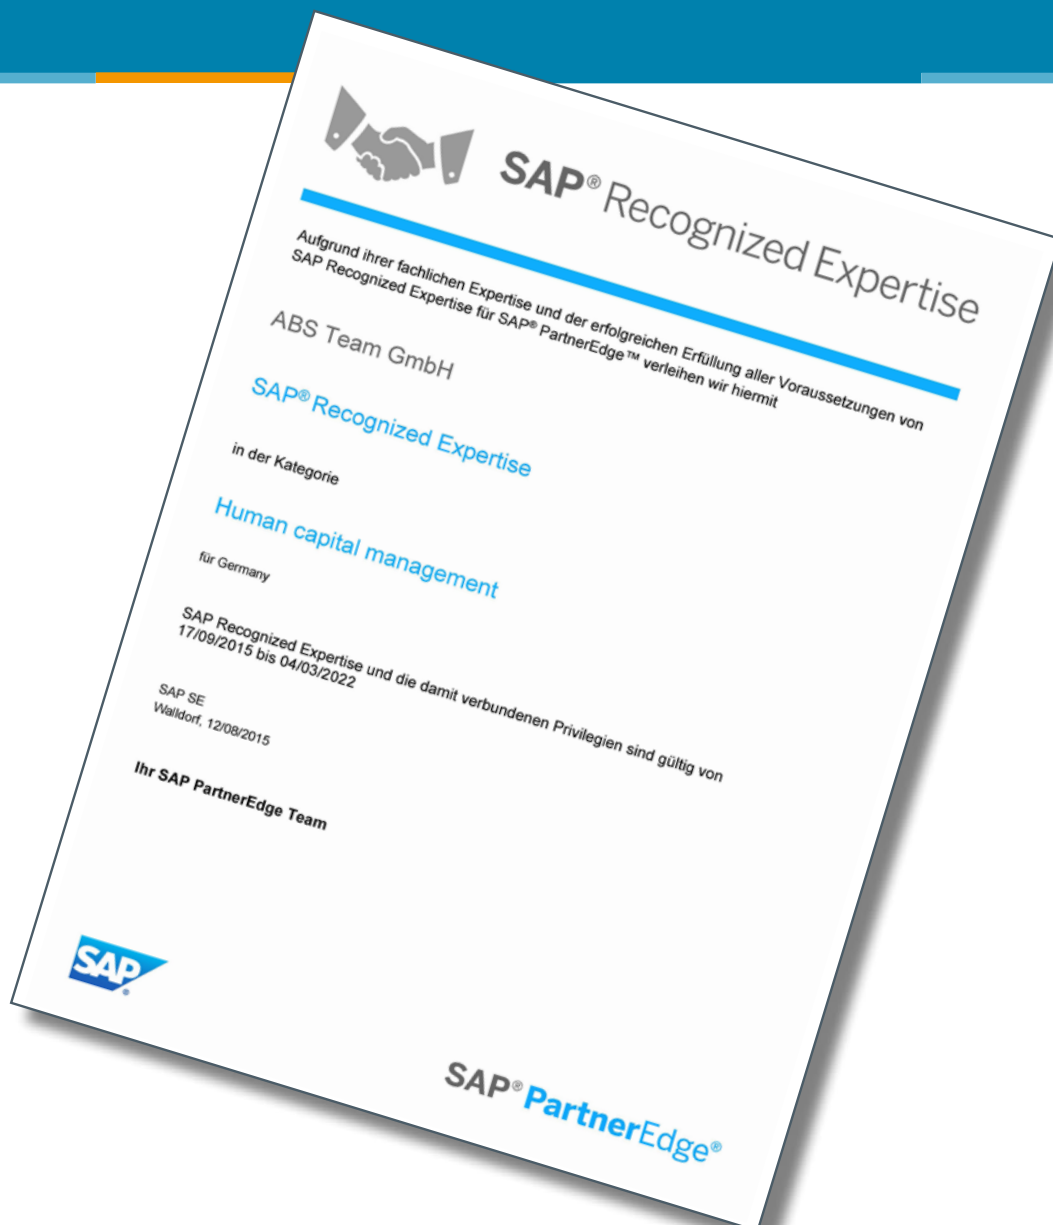 SAP® Recognized Expertise
Aufgrund ihrer fachlichen Expertise und der erfolgreichen Erfüllung aller Voraussetzungen von
SAP Recognized Expertise für SAP® PartnerEdge™ verleihen wir hiermit
ABS Team GmbH
SAP® Recognized Expertise
in der Kategorie
Human capital management
für Germany
SAP Recognized Expertise und die damit verbundenen Privilegien sind gültig von
17/09/2015 bis 04/03/2022
SAP SE
Walldorf, 12/08/2015
Ihr SAP PartnerEdge Team
SAP®
SAP® PartnerEdge®